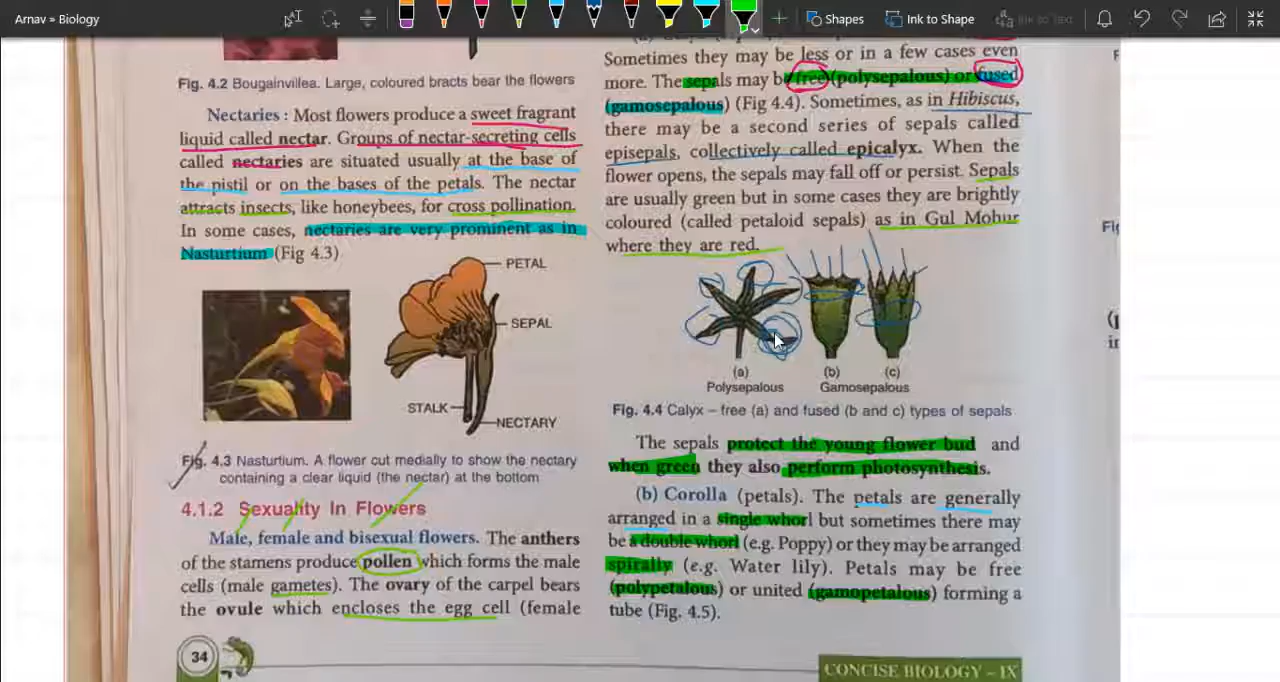 Arnav » Biology
Shapes
Ink to Shape
Ink to Text
Fig. 4.2 Bougainvillea. Large, coloured bracts bear the flowers
Nectaries : Most flowers produce a sweet fragrant
liquid called nectar. Groups of nectar-secreting cells
called nectaries are situated usually at the base of
the pistil or on the bases of the petals. The nectar
attracts insects, like honeybees, for cross pollination.
In some cases, nectaries are very prominent as in
Nasturtium (Fig 4.3)
PETAL
SEPAL
STALK
NECTARY
Fig. 4.3 Nasturtium. A flower cut medially to show the nectary
containing a clear liquid (the nectar) at the bottom
4.1.2 Sexuality In Flowers
Male, female and bisexual flowers. The anthers
of the stamens produce pollen which forms the male
cells (male gametes). The ovary of the carpel bears
the ovule which encloses the egg cell (female
34
Sometimes they may be less or in a few cases even
more. The sepals may be free (polysepalous) or fused
(gamosepalous) (Fig 4.4). Sometimes, as in Hibiscus,
there may be a second series of sepals called
episepals, collectively called epicalyx. When the
flower opens, the sepals may fall off or persist. Sepals
are usually green but in some cases they are brightly
coloured (called petaloid sepals) as in Gul Mohur
where they are red.
(a)
Polysepalous
(b) (c)
Gamosepalous
Fig. 4.4 Calyx – free (a) and fused (b and c) types of sepals
The sepals protect the young flower bud and
when green they also perform photosynthesis.
(b) Corolla (petals). The petals are generally
arranged in a single whorl but sometimes there may
be a double whorl (e.g. Poppy) or they may be arranged
spirally (e.g. Water lily). Petals may be free
(polypetalous) or united (gamopetalous) forming a
tube (Fig. 4.5).
CONCISE BIOLOGY – IX